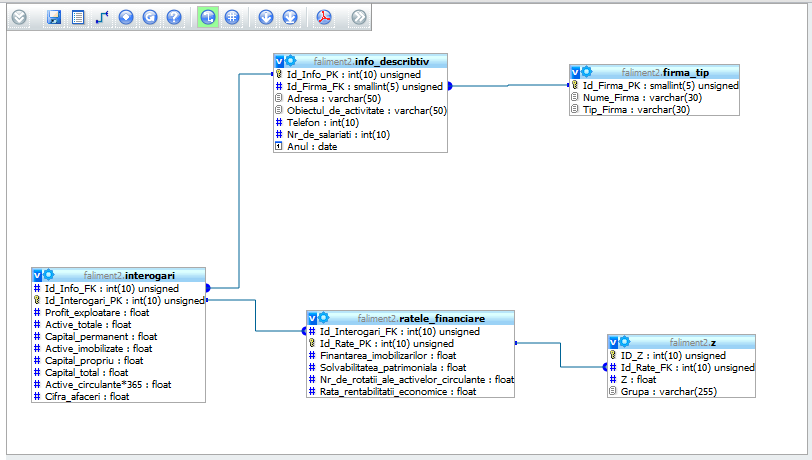 faliment2.info_describtiv
Id_Info_PK : int(10) unsigned
Id_Firma_FK : smallint(5) unsigned
Adresa : varchar(50)
Obiectul_de_activitate : varchar(50)
Telefon : int(10)
Nr_de_salariati : int(10)
Anul : date
faliment2.firma_tip
Id_Firma_PK : smallint(5) unsigned
Nume_Firma : varchar(30)
Tip_Firma : varchar(30)
faliment2.interogari
Id_Info_FK : int(10) unsigned
Id_Interogari_PK : int(10) unsigned
Profit_exploatare : float
Active_totale : float
Capital_permanent : float
Active_imobilizate : float
Capital_propriu : float
Capital_total : float
Active_circulante*365 : float
Cifra_afaceri : float
faliment2.ratele_financiare
Id_Interogari_FK : int(10) unsigned
Id_Rate_PK : int(10) unsigned
Finantarea_imobilizarilor : float
Solvabilitatea_patrimoniala : float
Nr_de_rotatii_ale_activelor_circulante : float
Rata_rentabilitatii_economice : float
faliment2.z
ID_Z : int(10) unsigned
Id_Rate_FK : int(10) unsigned
Z : float
Grupa : varchar(255)